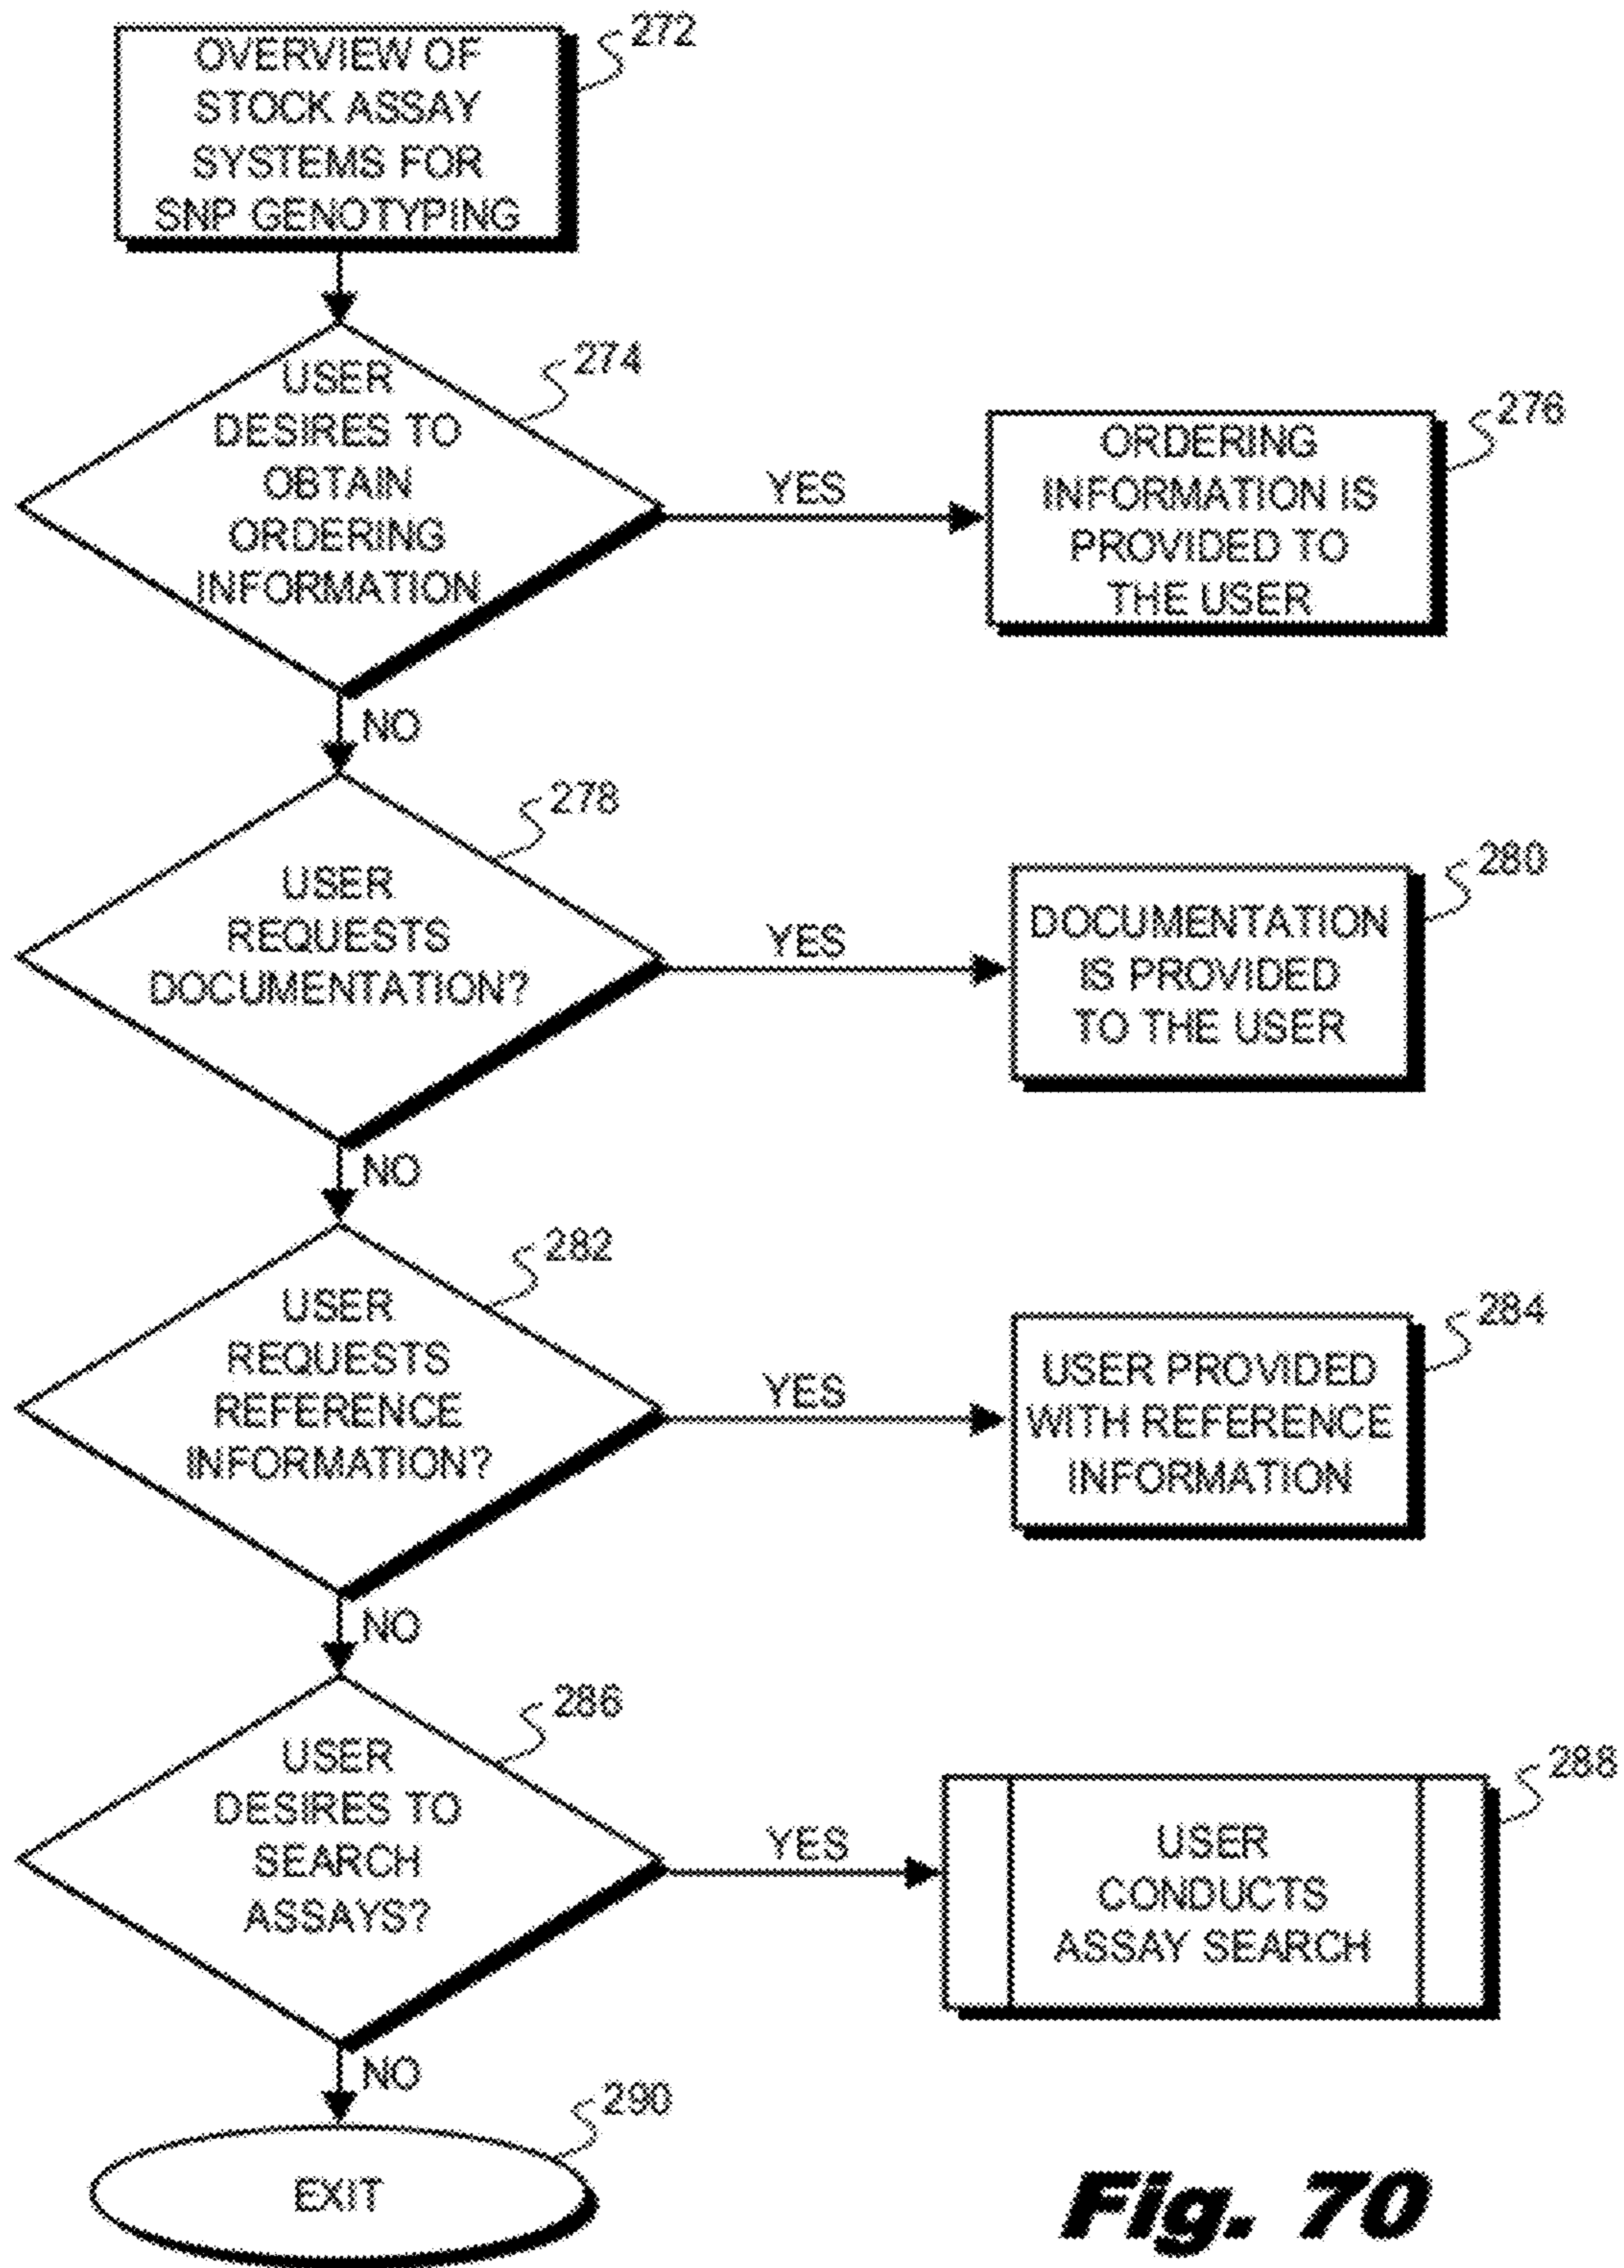 OVERVIEW OF
STOCK ASSAY
SYSTEMS FOR
SNP GENOTYPING
272
USER
DESIRES TO
OBTAIN
ORDERING
INFORMATION
274
YES
ORDERING
INFORMATION IS
PROVIDED TO
THE USER
276
NO
USER
REQUESTS
DOCUMENTATION?
278
YES
DOCUMENTATION
IS PROVIDED
TO THE USER
280
NO
USER
REQUESTS
REFERENCE
INFORMATION?
282
YES
USER PROVIDED
WITH REFERENCE
INFORMATION
284
NO
USER
DESIRES TO
SEARCH
ASSAYS?
286
YES
USER
CONDUCTS
ASSAY SEARCH
288
NO
EXIT
290
Fig. 70